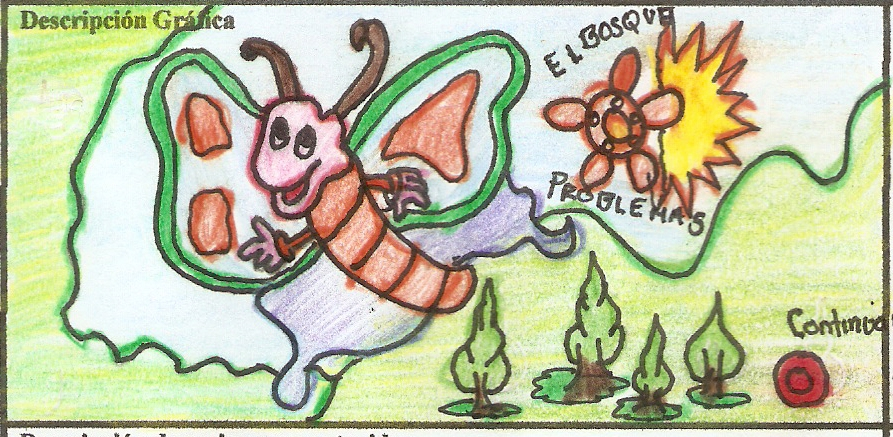 Descripción Gráfica
EL BOSQUE
PROBLEMAS
Continua